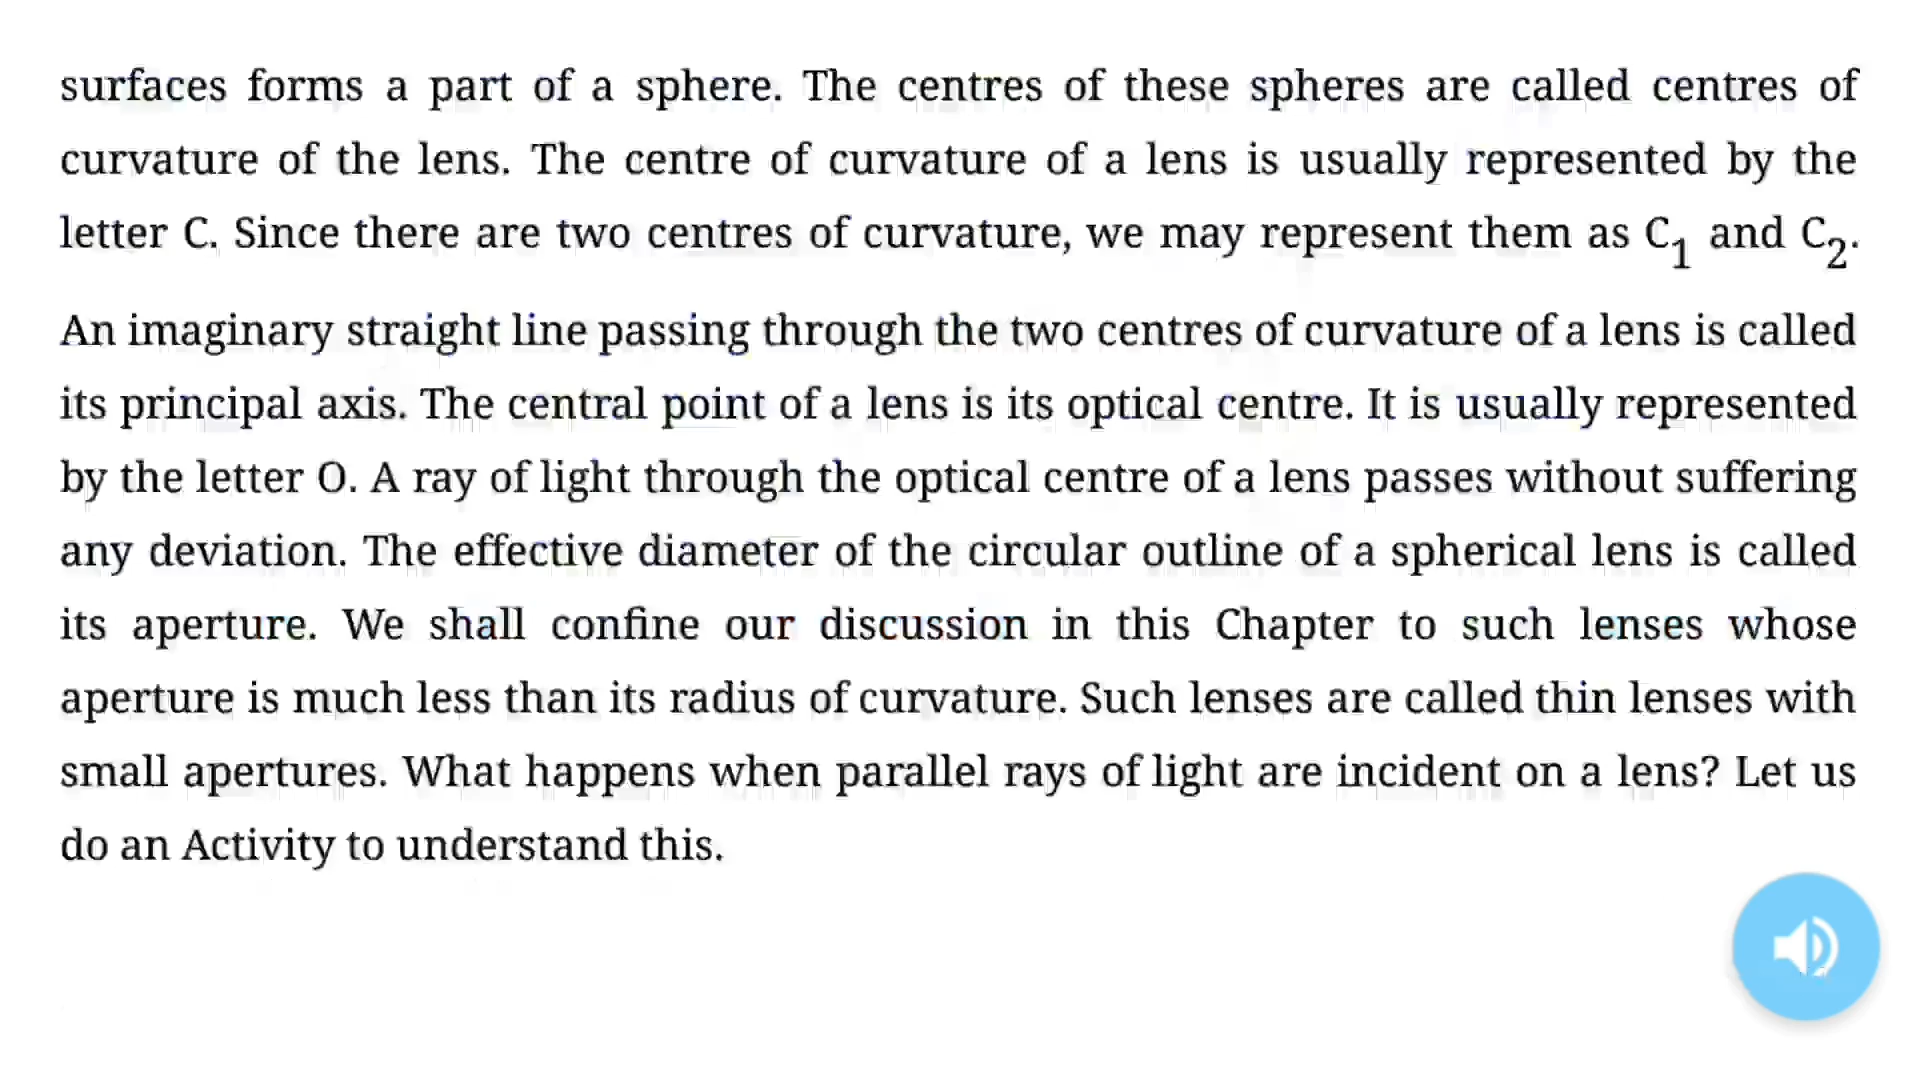 surfaces forms a part of a sphere. The centres of these spheres are called centres of
curvature of the lens. The centre of curvature of a lens is usually represented by the
letter C. Since there are two centres of curvature, we may represent them as C₁ and C₂.
An imaginary straight line passing through the two centres of curvature of a lens is called
its principal axis. The central point of a lens is its optical centre. It is usually represented
by the letter O. A ray of light through the optical centre of a lens passes without suffering
any deviation. The effective diameter of the circular outline of a spherical lens is called
its aperture. We shall confine our discussion in this Chapter to such lenses whose
aperture is much less than its radius of curvature. Such lenses are called thin lenses with
small apertures. What happens when parallel rays of light are incident on a lens? Let us
do an Activity to understand this.